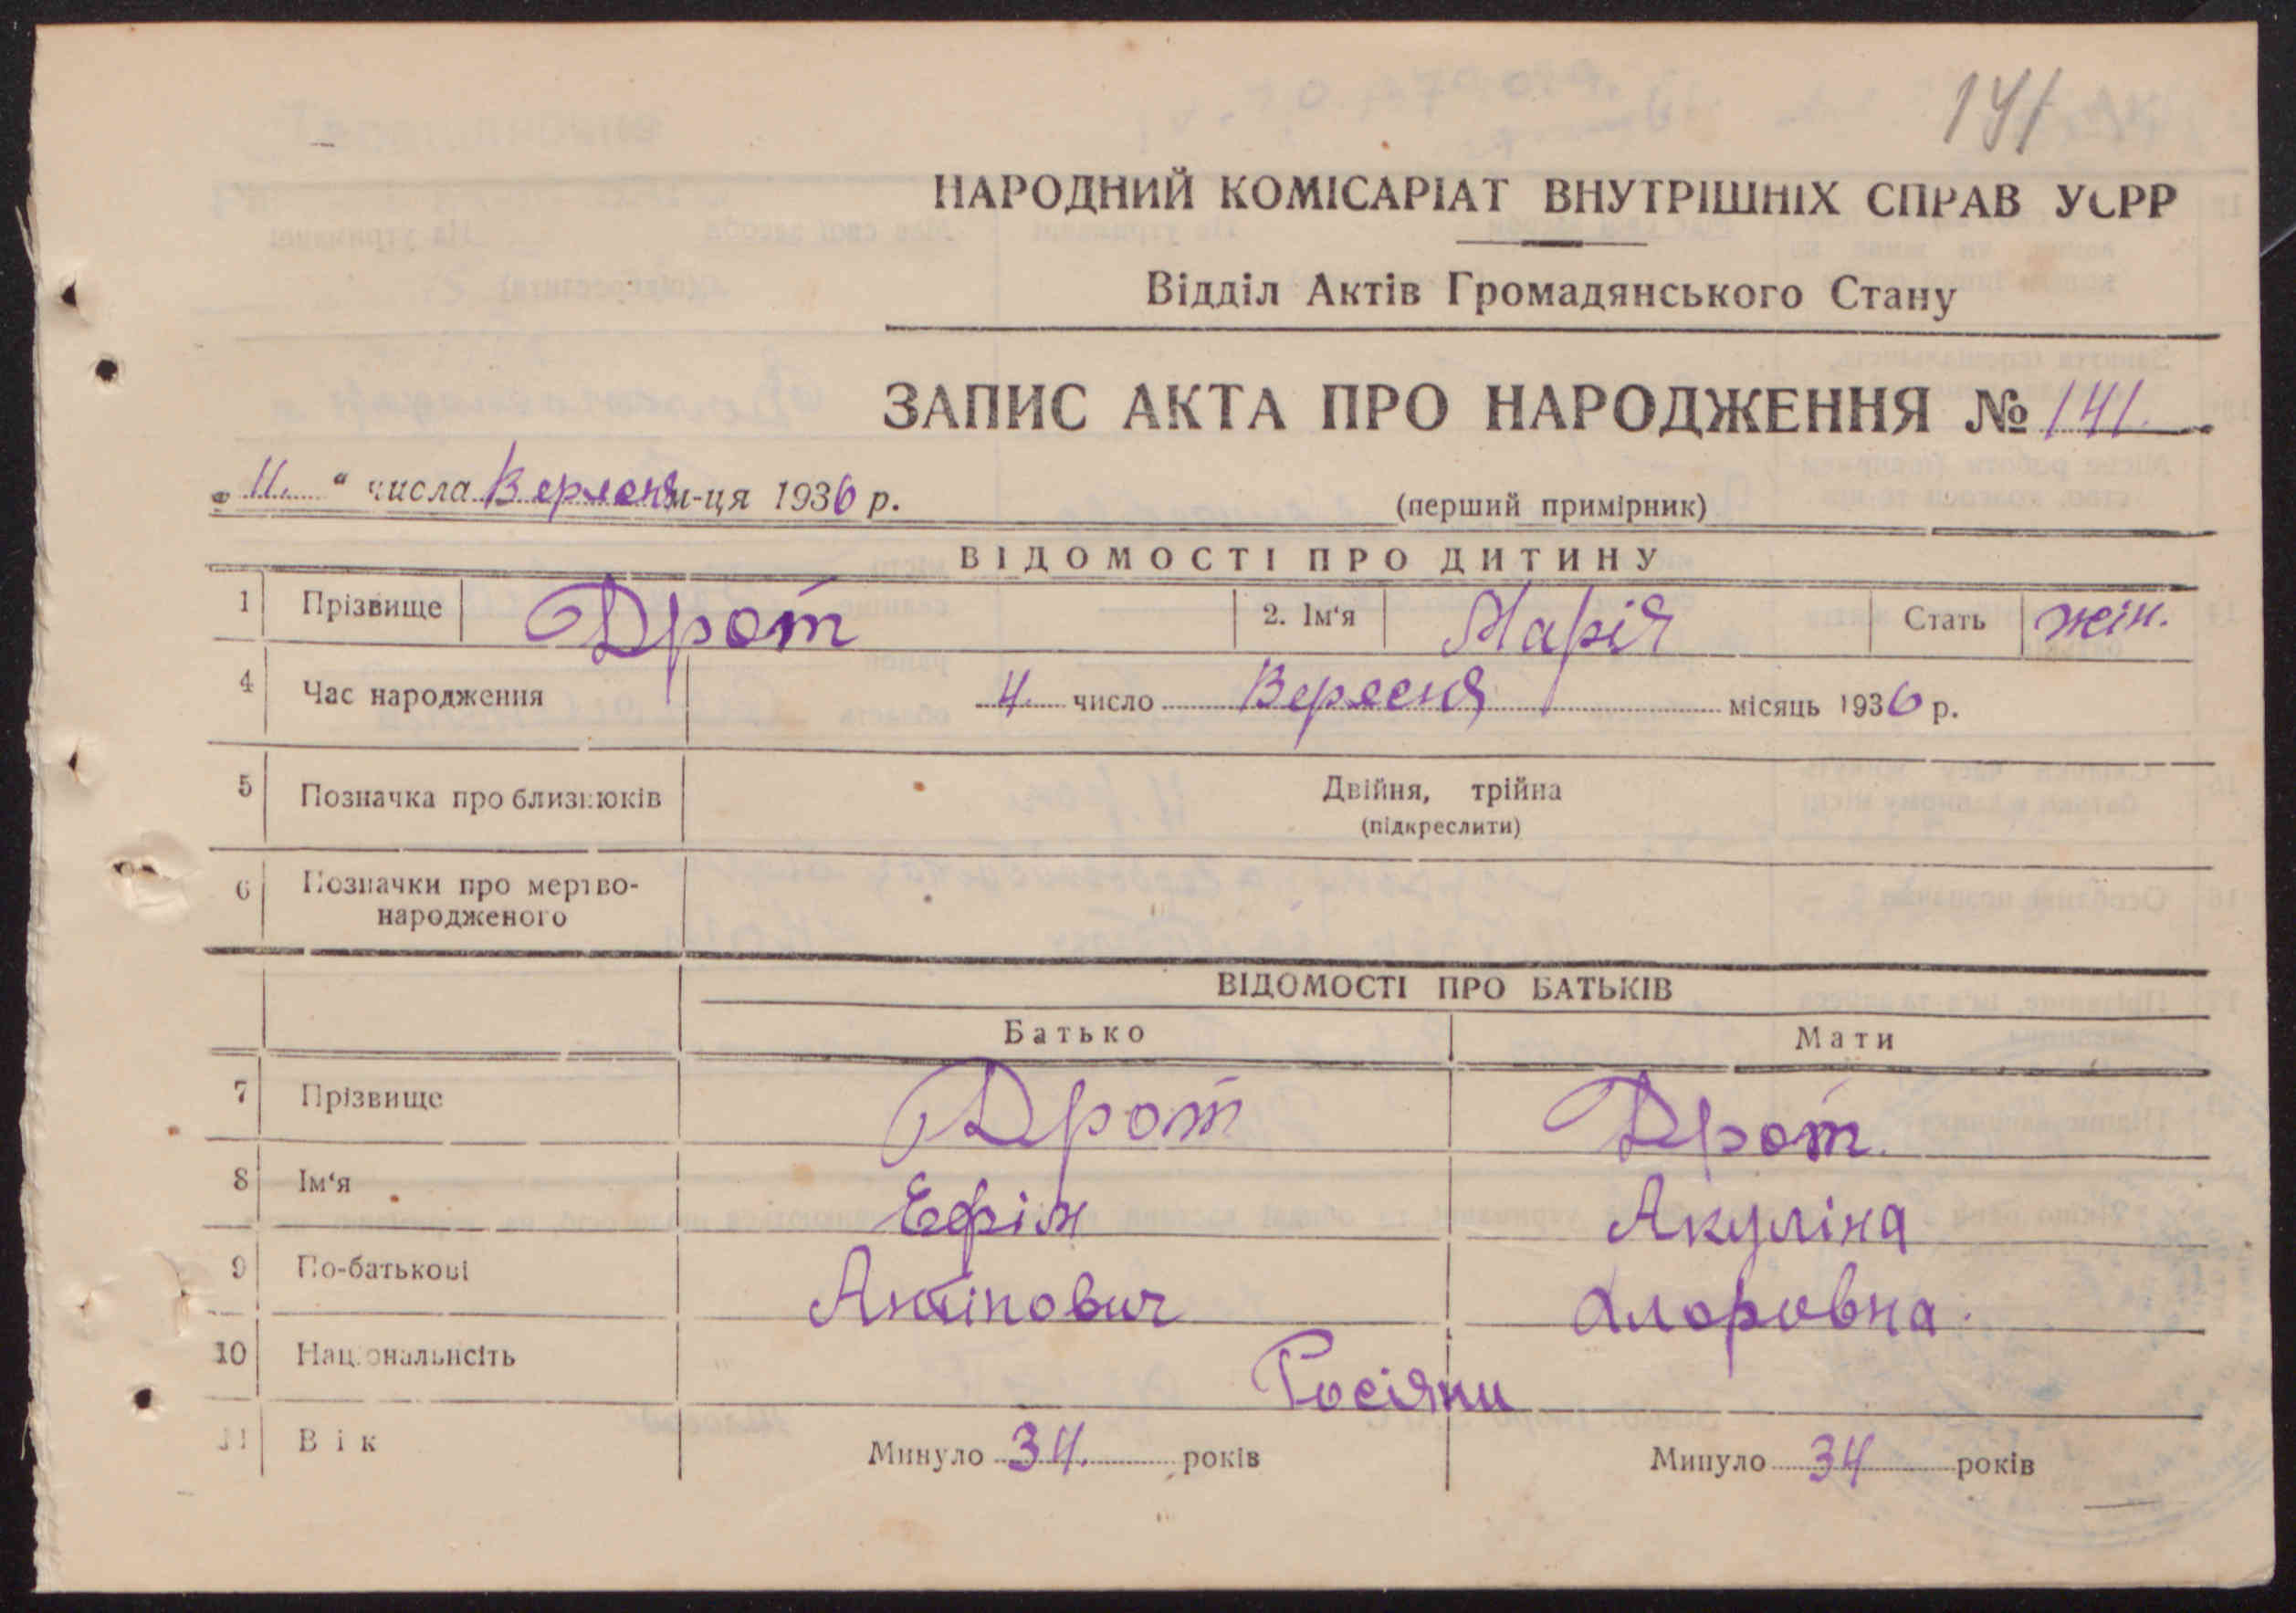 141
НАРОДНИЙ КОМІСАРІАТ ВНУТРІШНІХ СПРАВ УСРР
Відділ Актів Громадянського Стану
ЗАПИС АКТА ПРО НАРОДЖЕННЯ № 141.
„11.“ числа Вересня м-ця 1936 р.
(перший примірник)
ВІДОМОСТІ ПРО ДИТИНУ
1 Прізвище Дрот 2. Ім'я Марія Стать жін.
4 Час народження 4. число Вересня місяць 1936 р.
5 Позначка про близнюків Двійня, трійна
(підкреслити)
6 Позначки про мертво-
народженого
ВІДОМОСТІ ПРО БАТЬКІВ
Батько Мати
7 Прізвище Дрот Дрот.
8 Ім'я Ефім Акуліна
9 По-батькові
10 Національність Росіяни
11 Вік Минуло 34. років Минуло 34 років